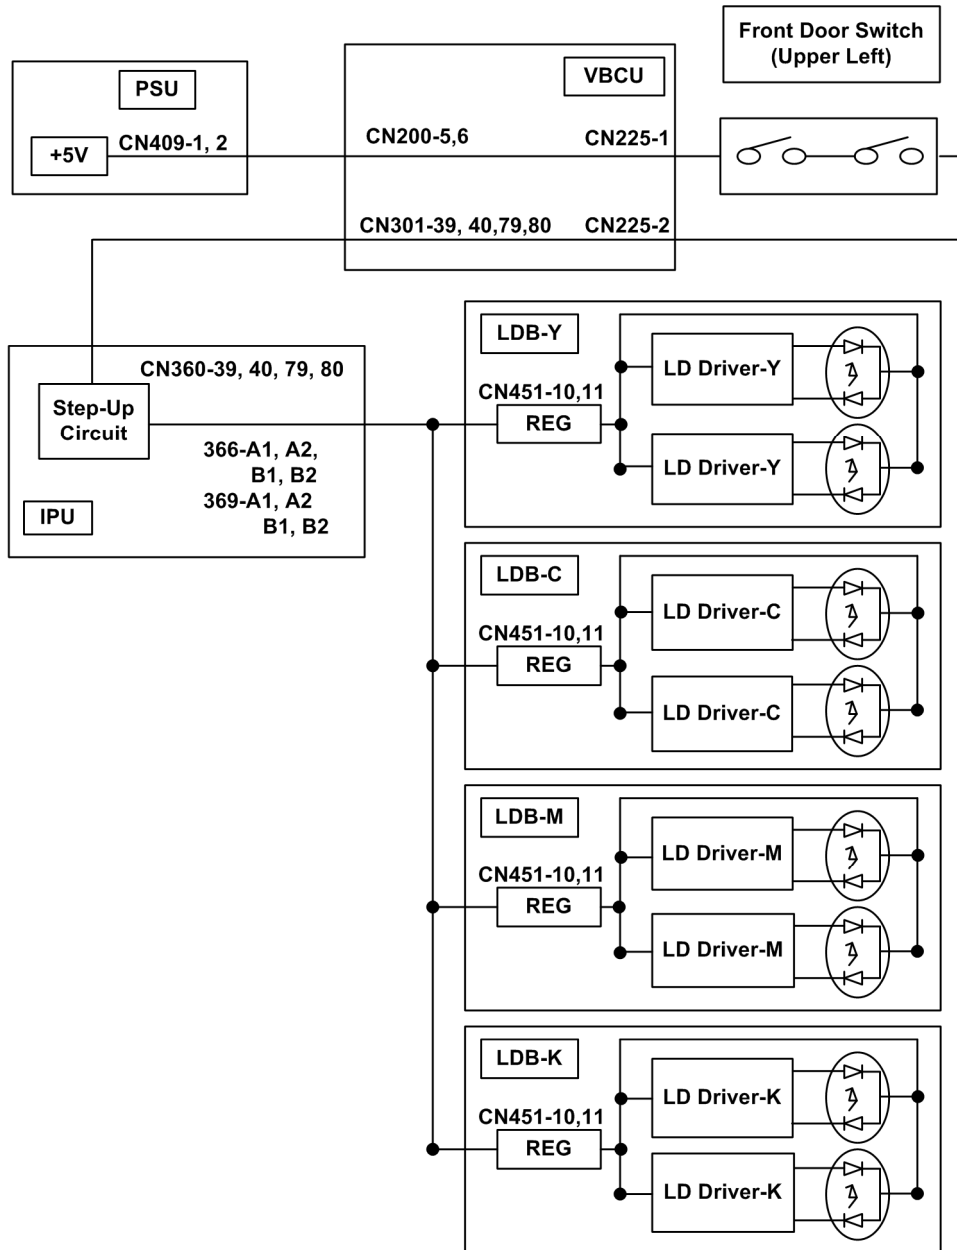 Front Door Switch
(Upper Left)
PSU
VBCU
+5V
CN409-1, 2
CN200-5,6
CN225-1
CN301-39, 40,79,80
CN225-2
CN360-39, 40, 79, 80
Step-Up
Circuit
366-A1, A2,
B1, B2
369-A1, A2
B1, B2
IPU
LDB-Y
CN451-10,11
REG
LD Driver-Y
LD Driver-Y
LDB-C
CN451-10,11
REG
LD Driver-C
LD Driver-C
LDB-M
CN451-10,11
REG
LD Driver-M
LD Driver-M
LDB-K
CN451-10,11
REG
LD Driver-K
LD Driver-K